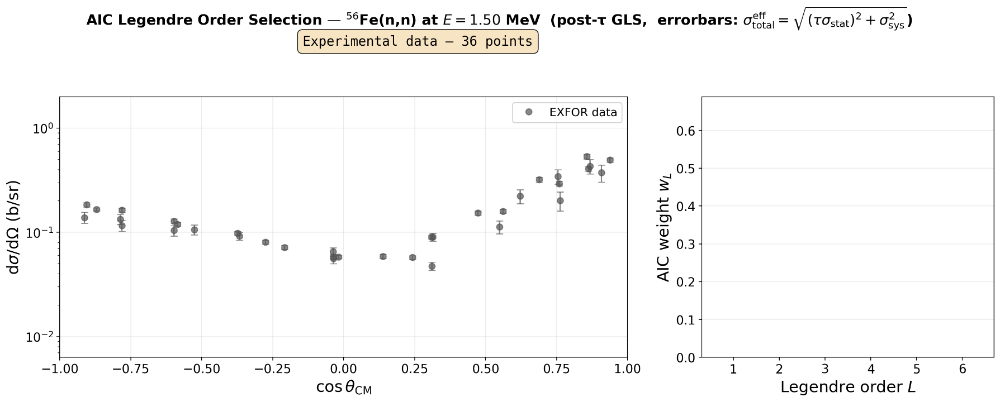 AIC Legendre Order Selection — ⁵⁶Fe(n,n) at E = 1.50 MeV (post-τ GLS, errorbars: σ_total^eff = √((τσ_stat)² + σ_sys²))
Experimental data — 36 points
EXFOR data
10⁰
10⁻¹
10⁻²
dσ/dΩ (b/sr)
−1.00 −0.75 −0.50 −0.25 0.00 0.25 0.50 0.75 1.00
cos θ_CM
0.6
0.5
0.4
0.3
0.2
0.1
0.0
AIC weight w_L
1 2 3 4 5 6
Legendre order L